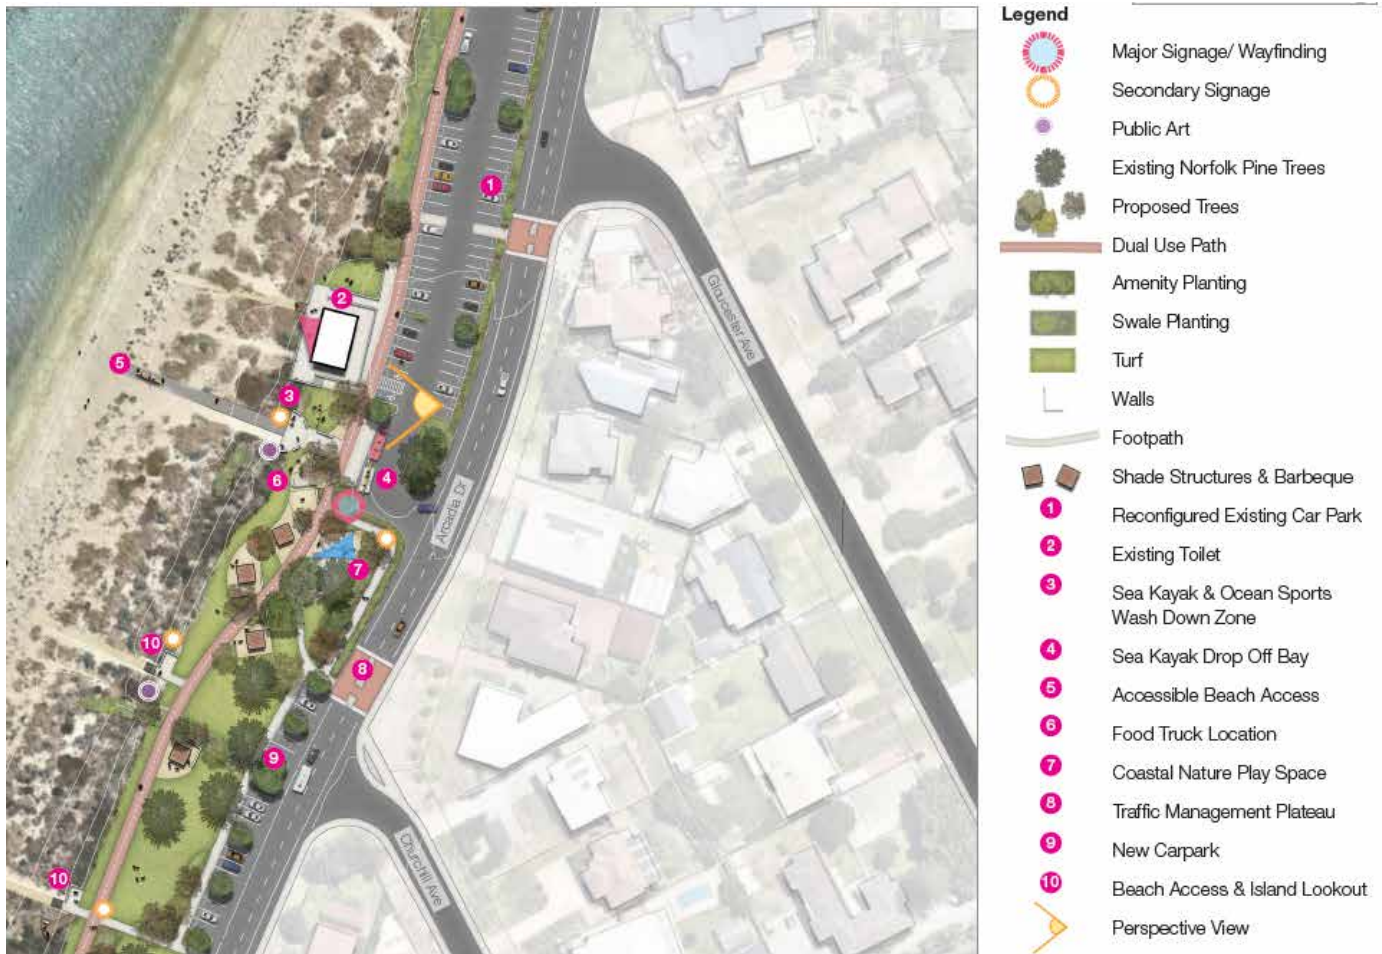 Legend
Major Signage/ Wayfinding
Secondary Signage
Public Art
Existing Norfolk Pine Trees
Proposed Trees
Dual Use Path
Amenity Planting
Swale Planting
Turf
Walls
Footpath
Shade Structures & Barbeque
1 Reconfigured Existing Car Park
2 Existing Toilet
3 Sea Kayak & Ocean Sports
Wash Down Zone
4 Sea Kayak Drop Off Bay
5 Accessible Beach Access
6 Food Truck Location
7 Coastal Nature Play Space
8 Traffic Management Plateau
9 New Carpark
10 Beach Access & Island Lookout
Perspective View
1
2
Gloucester Ave
5
3
6
4
Arcadia Dr
7
10
8
9
Churchill Ave
10